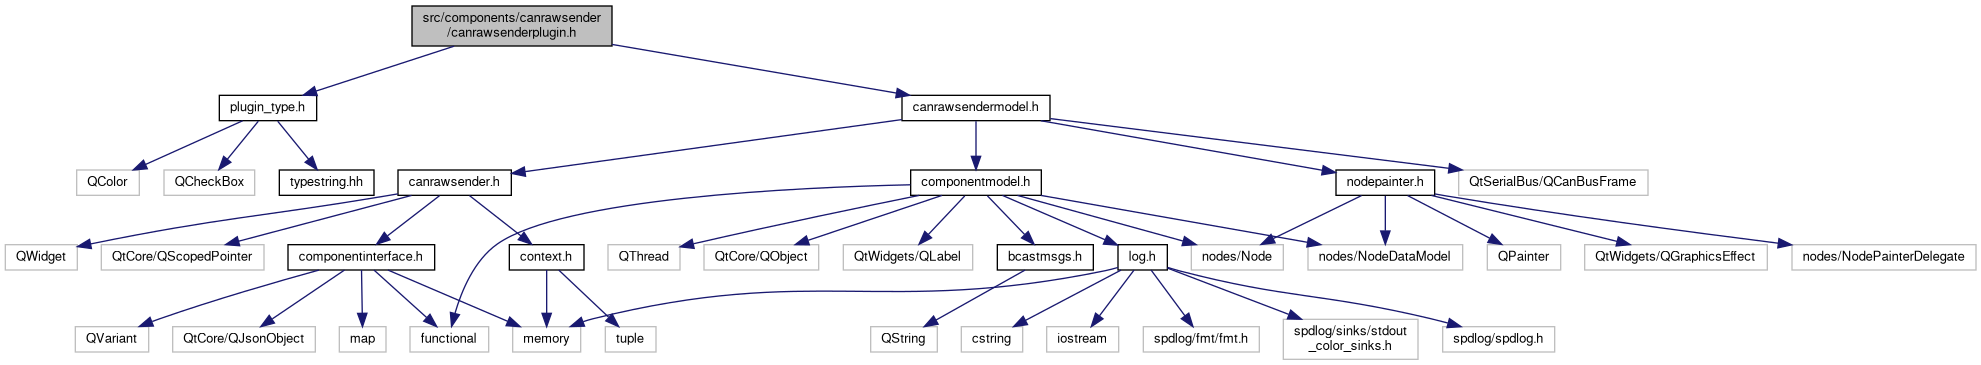 src/components/canrawsender
/canrawsenderplugin.h
plugin_type.h
canrawsendermodel.h
QColor
QCheckBox
typestring.hh
canrawsender.h
componentmodel.h
nodepainter.h
QtSerialBus/QCanBusFrame
QWidget
QtCore/QScopedPointer
componentinterface.h
context.h
QThread
QtCore/QObject
QtWidgets/QLabel
bcastmsgs.h
log.h
nodes/Node
nodes/NodeDataModel
QPainter
QtWidgets/QGraphicsEffect
nodes/NodePainterDelegate
QVariant
QtCore/QJsonObject
map
functional
memory
tuple
QString
cstring
iostream
spdlog/fmt/fmt.h
spdlog/sinks/stdout
_color_sinks.h
spdlog/spdlog.h